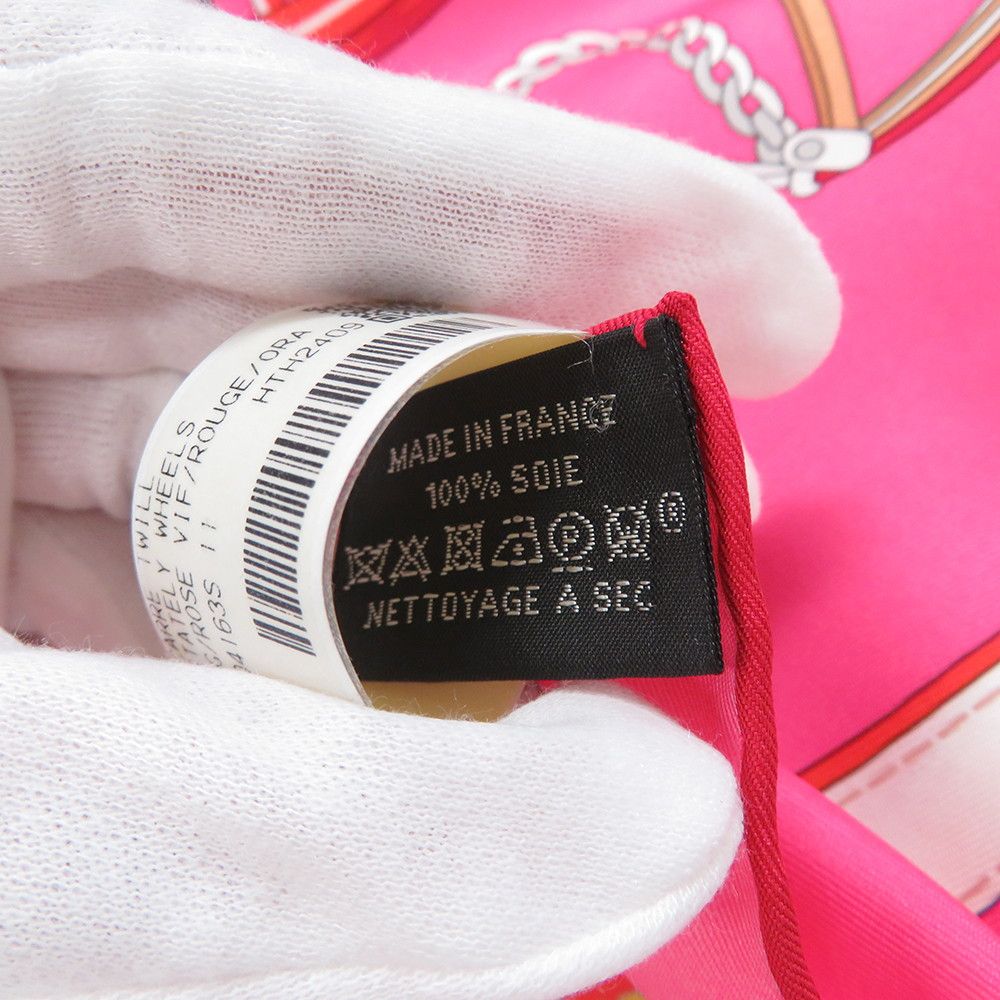 TWILL
WHEELS
VIF/ROUGE/ORA
HTH2409
MADE IN FRANCE
100% SOIE
P
®
NETTOYAGE A SEC